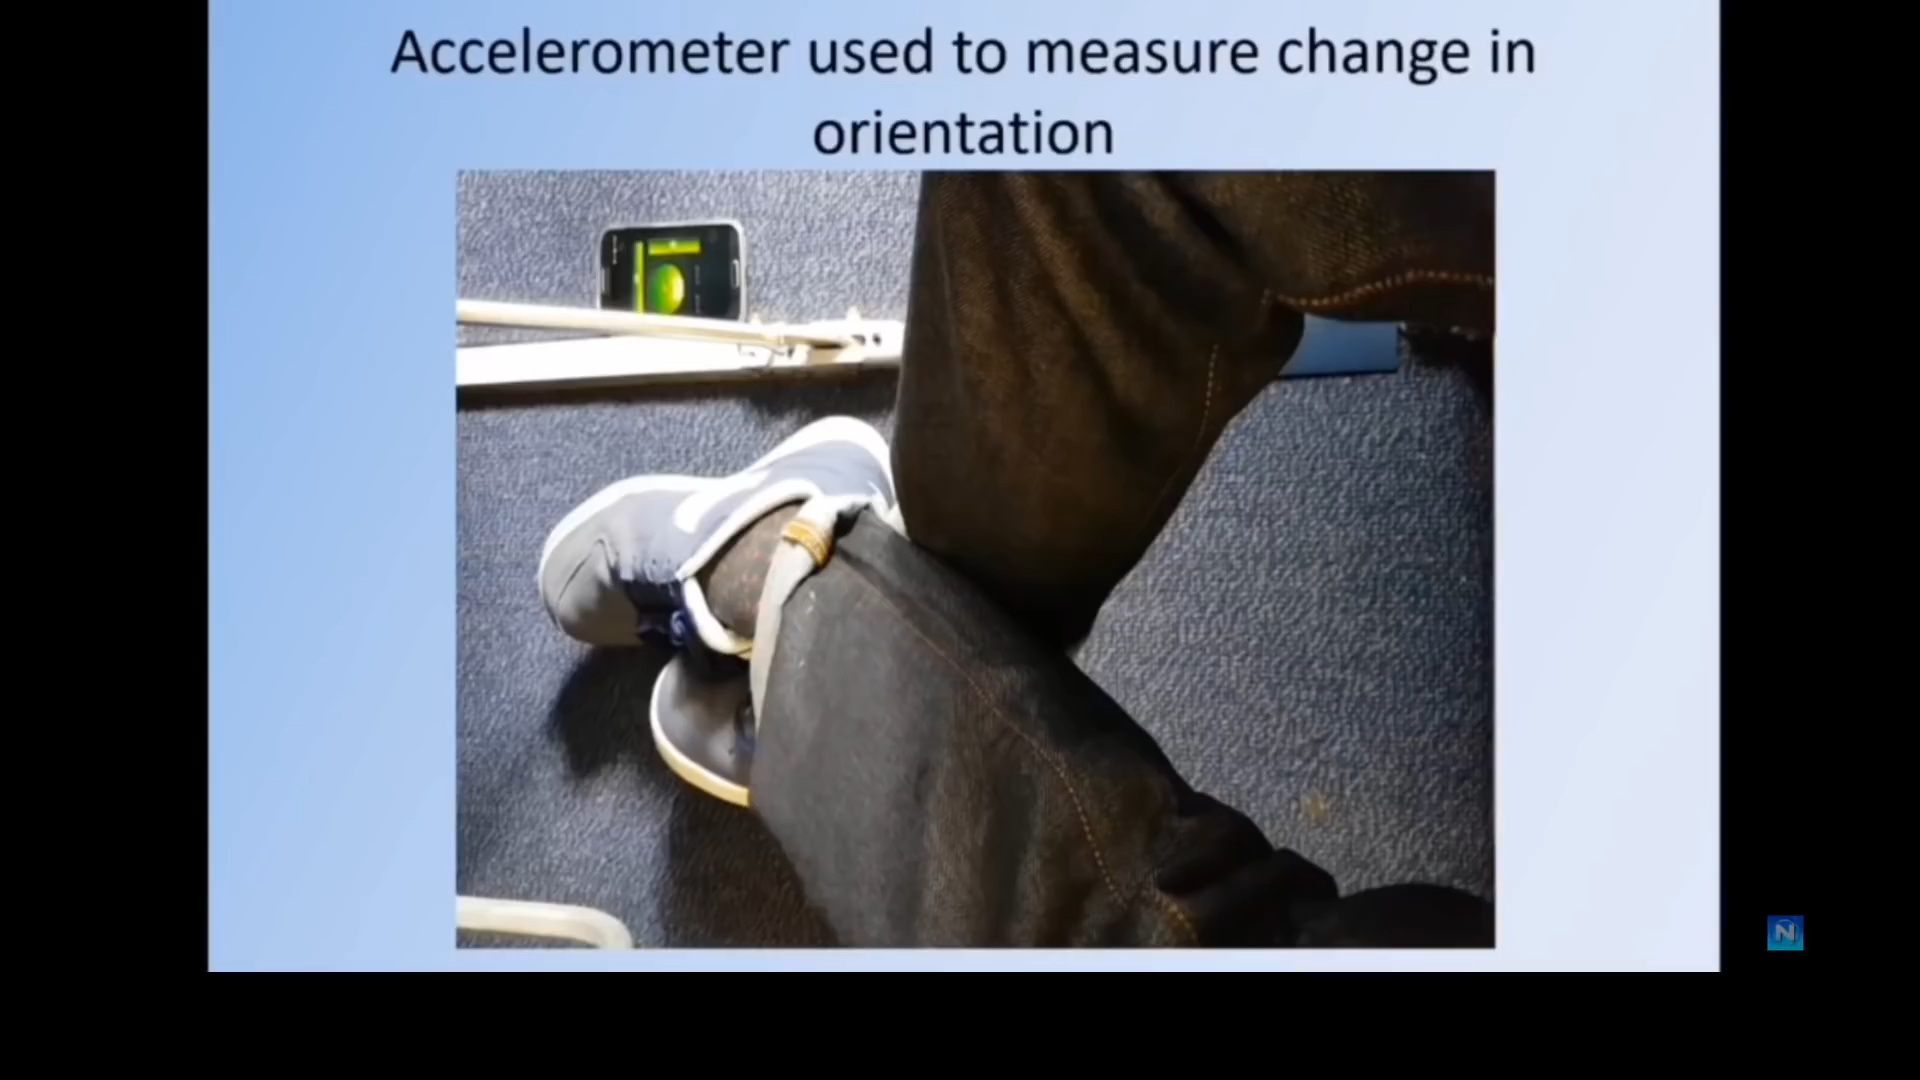 Accelerometer used to measure change in
orientation
N